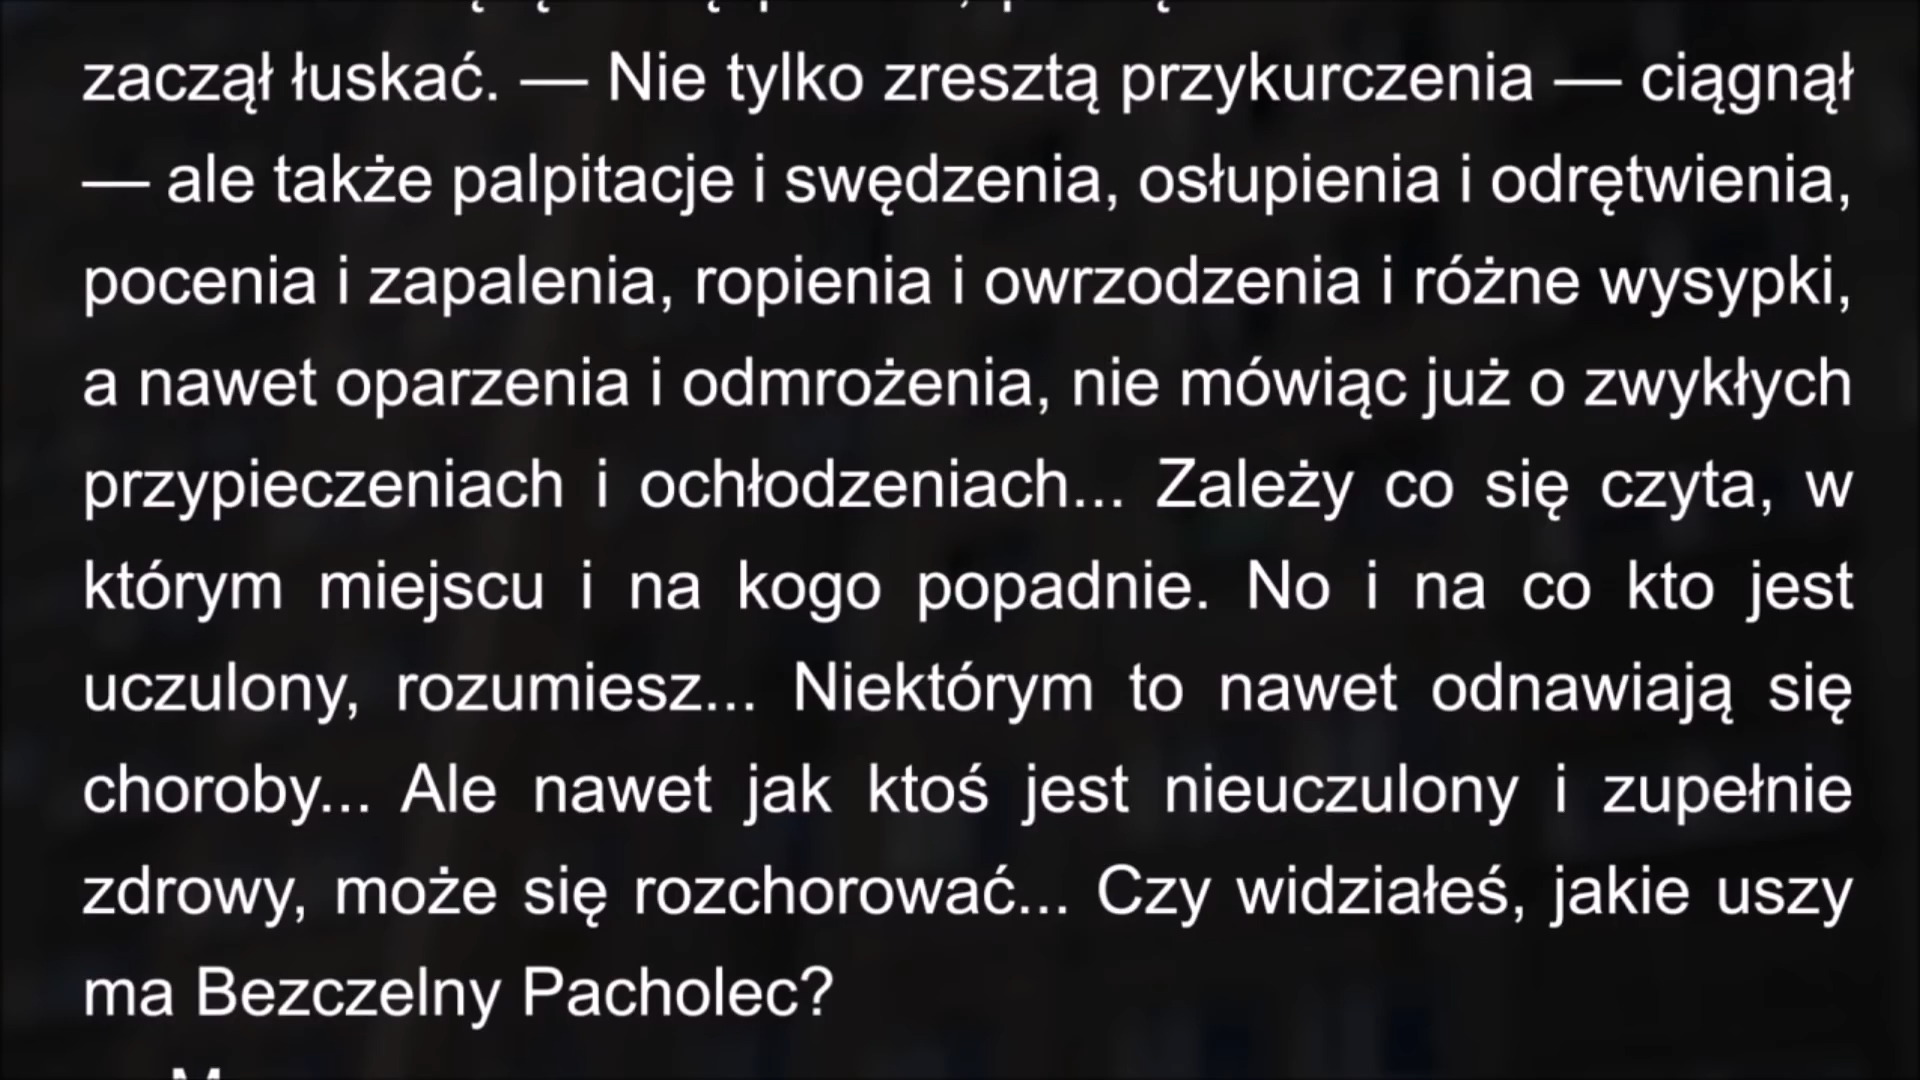 zaczął łuskać. — Nie tylko zresztą przykurczenia — ciągnął
— ale także palpitacje i swędzenia, osłupienia i odrętwienia,
pocenia i zapalenia, ropienia i owrzodzenia i różne wysypki,
a nawet oparzenia i odmrożenia, nie mówiąc już o zwykłych
przypieczeniach i ochłodzeniach... Zależy co się czyta, w
którym miejscu i na kogo popadnie. No i na co kto jest
uczulony, rozumiesz... Niektórym to nawet odnawiają się
choroby... Ale nawet jak ktoś jest nieuczulony i zupełnie
zdrowy, może się rozchorować... Czy widziałeś, jakie uszy
ma Bezczelny Pacholec?